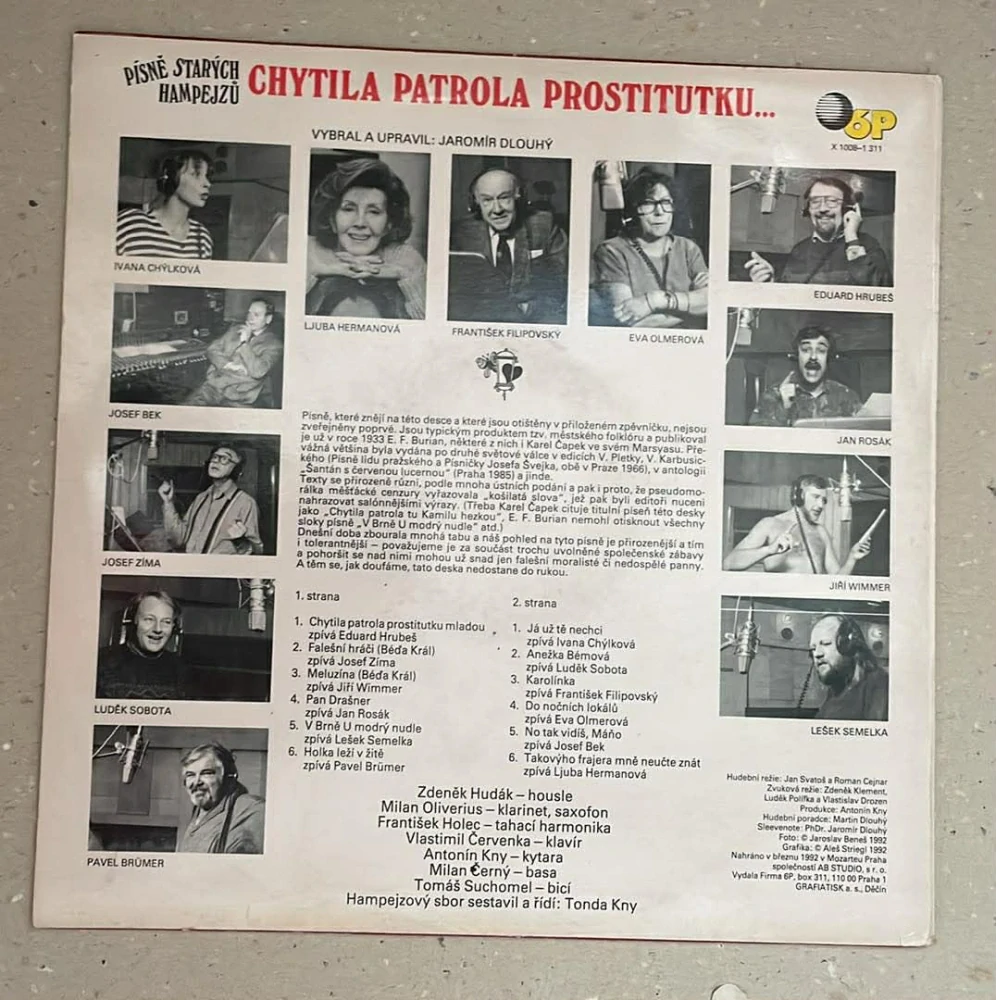 PÍSNĚ STARÝCH
HAMPEJZŮ
CHYTILA PATROLA PROSTITUTKU...
6P
X 1008–1 311
VYBRAL A UPRAVIL: JAROMÍR DLOUHÝ
IVANA CHÝLKOVÁ
LJUBA HERMANOVÁ
FRANTIŠEK FILIPOVSKÝ
EVA OLMEROVÁ
EDUARD HRUBEŠ
JOSEF BEK
JAN ROSÁK
JOSEF ZÍMA
JIŘÍ WIMMER
LUDĚK SOBOTA
LEŠEK SEMELKA
PAVEL BRÜMER
Písně, které znějí na této desce a které jsou otištěny v přiloženém zpěvníčku, nejsou
zveřejněny poprvé. Jsou typickým produktem tzv. městského folklóru a publikoval
je už v roce 1933 E. F. Burian, některé z nich i Karel Čapek ve svém Marsyasu. Pře-
vážná většina byla vydána po druhé světové válce v edicích V. Pletky, V. Karbusic-
kého (Písně lidu pražského a Písničky Josefa Švejka, obě v Praze 1966), v antologii
„Šantán s červenou lucernou" (Praha 1985) a jinde.
Texty se přirozeně různí, podle mnoha ústních podání a pak i proto, že pseudomo-
rálka měšťácké cenzury vyřazovala „košilatá slova", jež pak byli editoři nuceni
nahrazovat salónnějšími výrazy. (Třeba Karel Čapek cituje titulní píseň této desky
jako „Chytila patrola tu Kamilu hezkou", E. F. Burian nemohl otisknout všechny
sloky písně „V Brně U modrý nudle" atd.)
Dnešní doba zbourala mnohá tabu a náš pohled na tyto písně je přirozenější a tím
i tolerantnější – považujeme je za součást trochu uvolněné společenské zábavy
a pohoršit se nad nimi mohou už snad jen falešní moralisté či nedospělé panny.
A těm se, jak doufáme, tato deska nedostane do rukou.
1. strana
1. Chytila patrola prostitutku mladou
zpívá Eduard Hrubeš
2. Falešní hráči (Béďa Král)
zpívá Josef Zíma
3. Meluzína (Béďa Král)
zpívá Jiří Wimmer
4. Pan Drašner
zpívá Jan Rosák
5. V Brně U modrý nudle
zpívá Lešek Semelka
6. Holka leží v žitě
zpívá Pavel Brümer
2. strana
1. Já už tě nechci
zpívá Ivana Chýlková
2. Anežka Bémová
zpívá Luděk Sobota
3. Karolínka
zpívá František Filipovský
4. Do nočních lokálů
zpívá Eva Olmerová
5. No tak vidíš, Máňo
zpívá Josef Bek
6. Takovýho frajera mně neučte znát
zpívá Ljuba Hermanová
Zdeněk Hudák – housle
Milan Oliverius – klarinet, saxofon
František Holec – tahací harmonika
Vlastimil Červenka – klavír
Antonín Kny – kytara
Milan Černý – basa
Tomáš Suchomel – bicí
Hampejzový sbor sestavil a řídí: Tonda Kny
Hudební režie: Jan Svatoš a Roman Cejnar
Zvuková režie: Zdeněk Klement,
Luděk Polířka a Vlastislav Drozen
Produkce: Antonín Kny
Hudební poradce: Martin Dlouhý
Sleevenote: PhDr. Jaromír Dlouhý
Foto: © Jaroslav Beneš 1992
Grafika: © Aleš Striegl 1992
Nahráno v březnu 1992 v Mozarteu Praha
společností AB STUDIO, s r. o.
Vydala Firma 6P, box 311, 110 00 Praha 1
GRAFIATISK a. s., Děčín